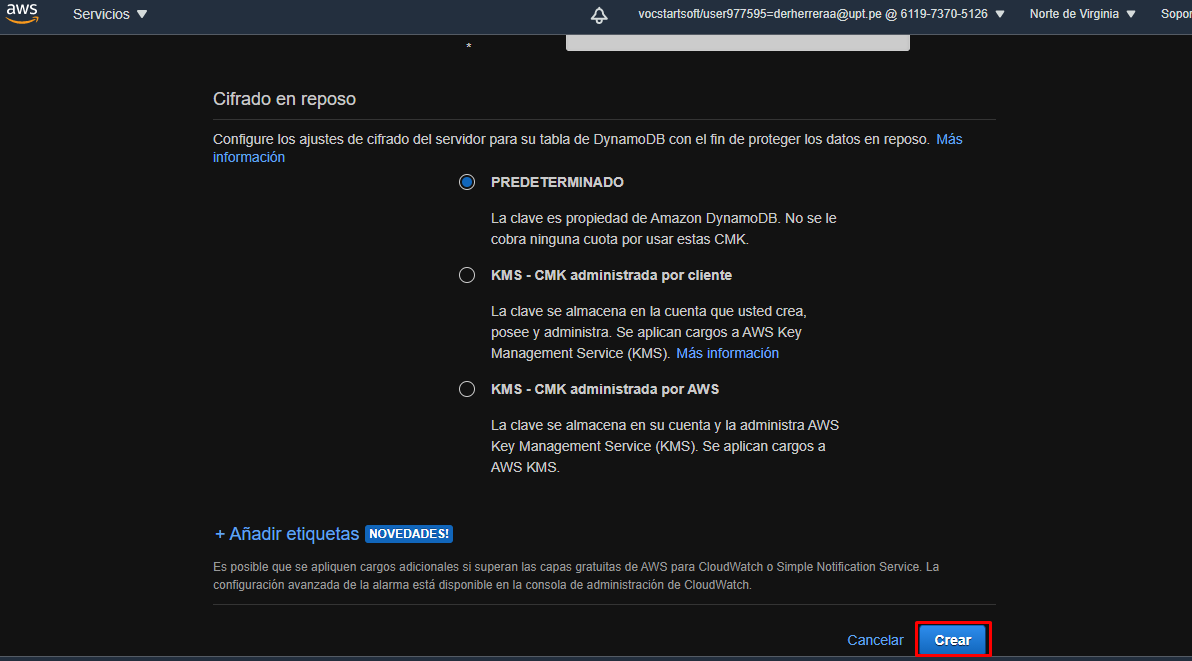 aws Servicios vocstartsoft/user977595=derherreraa@upt.pe @ 6119-7370-5126 Norte de Virginia Sopor
*
Cifrado en reposo
Configure los ajustes de cifrado del servidor para su tabla de DynamoDB con el fin de proteger los datos en reposo. Más
información
PREDETERMINADO
La clave es propiedad de Amazon DynamoDB. No se le
cobra ninguna cuota por usar estas CMK.
KMS - CMK administrada por cliente
La clave se almacena en la cuenta que usted crea,
posee y administra. Se aplican cargos a AWS Key
Management Service (KMS). Más información
KMS - CMK administrada por AWS
La clave se almacena en su cuenta y la administra AWS
Key Management Service (KMS). Se aplican cargos a
AWS KMS.
+ Añadir etiquetas NOVEDADES!
Es posible que se apliquen cargos adicionales si superan las capas gratuitas de AWS para CloudWatch o Simple Notification Service. La
configuración avanzada de la alarma está disponible en la consola de administración de CloudWatch.
Cancelar Crear